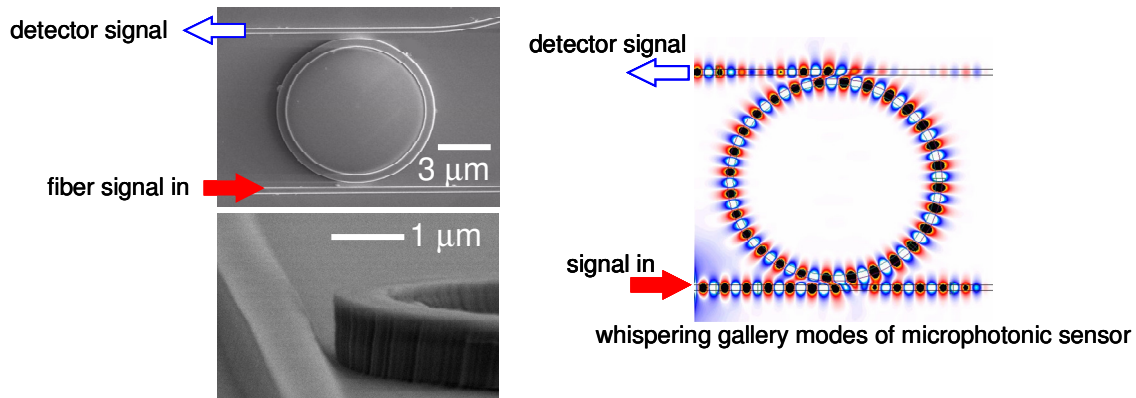 detector signal
3 μm
fiber signal in
1 μm
detector signal
signal in
whispering gallery modes of microphotonic sensor